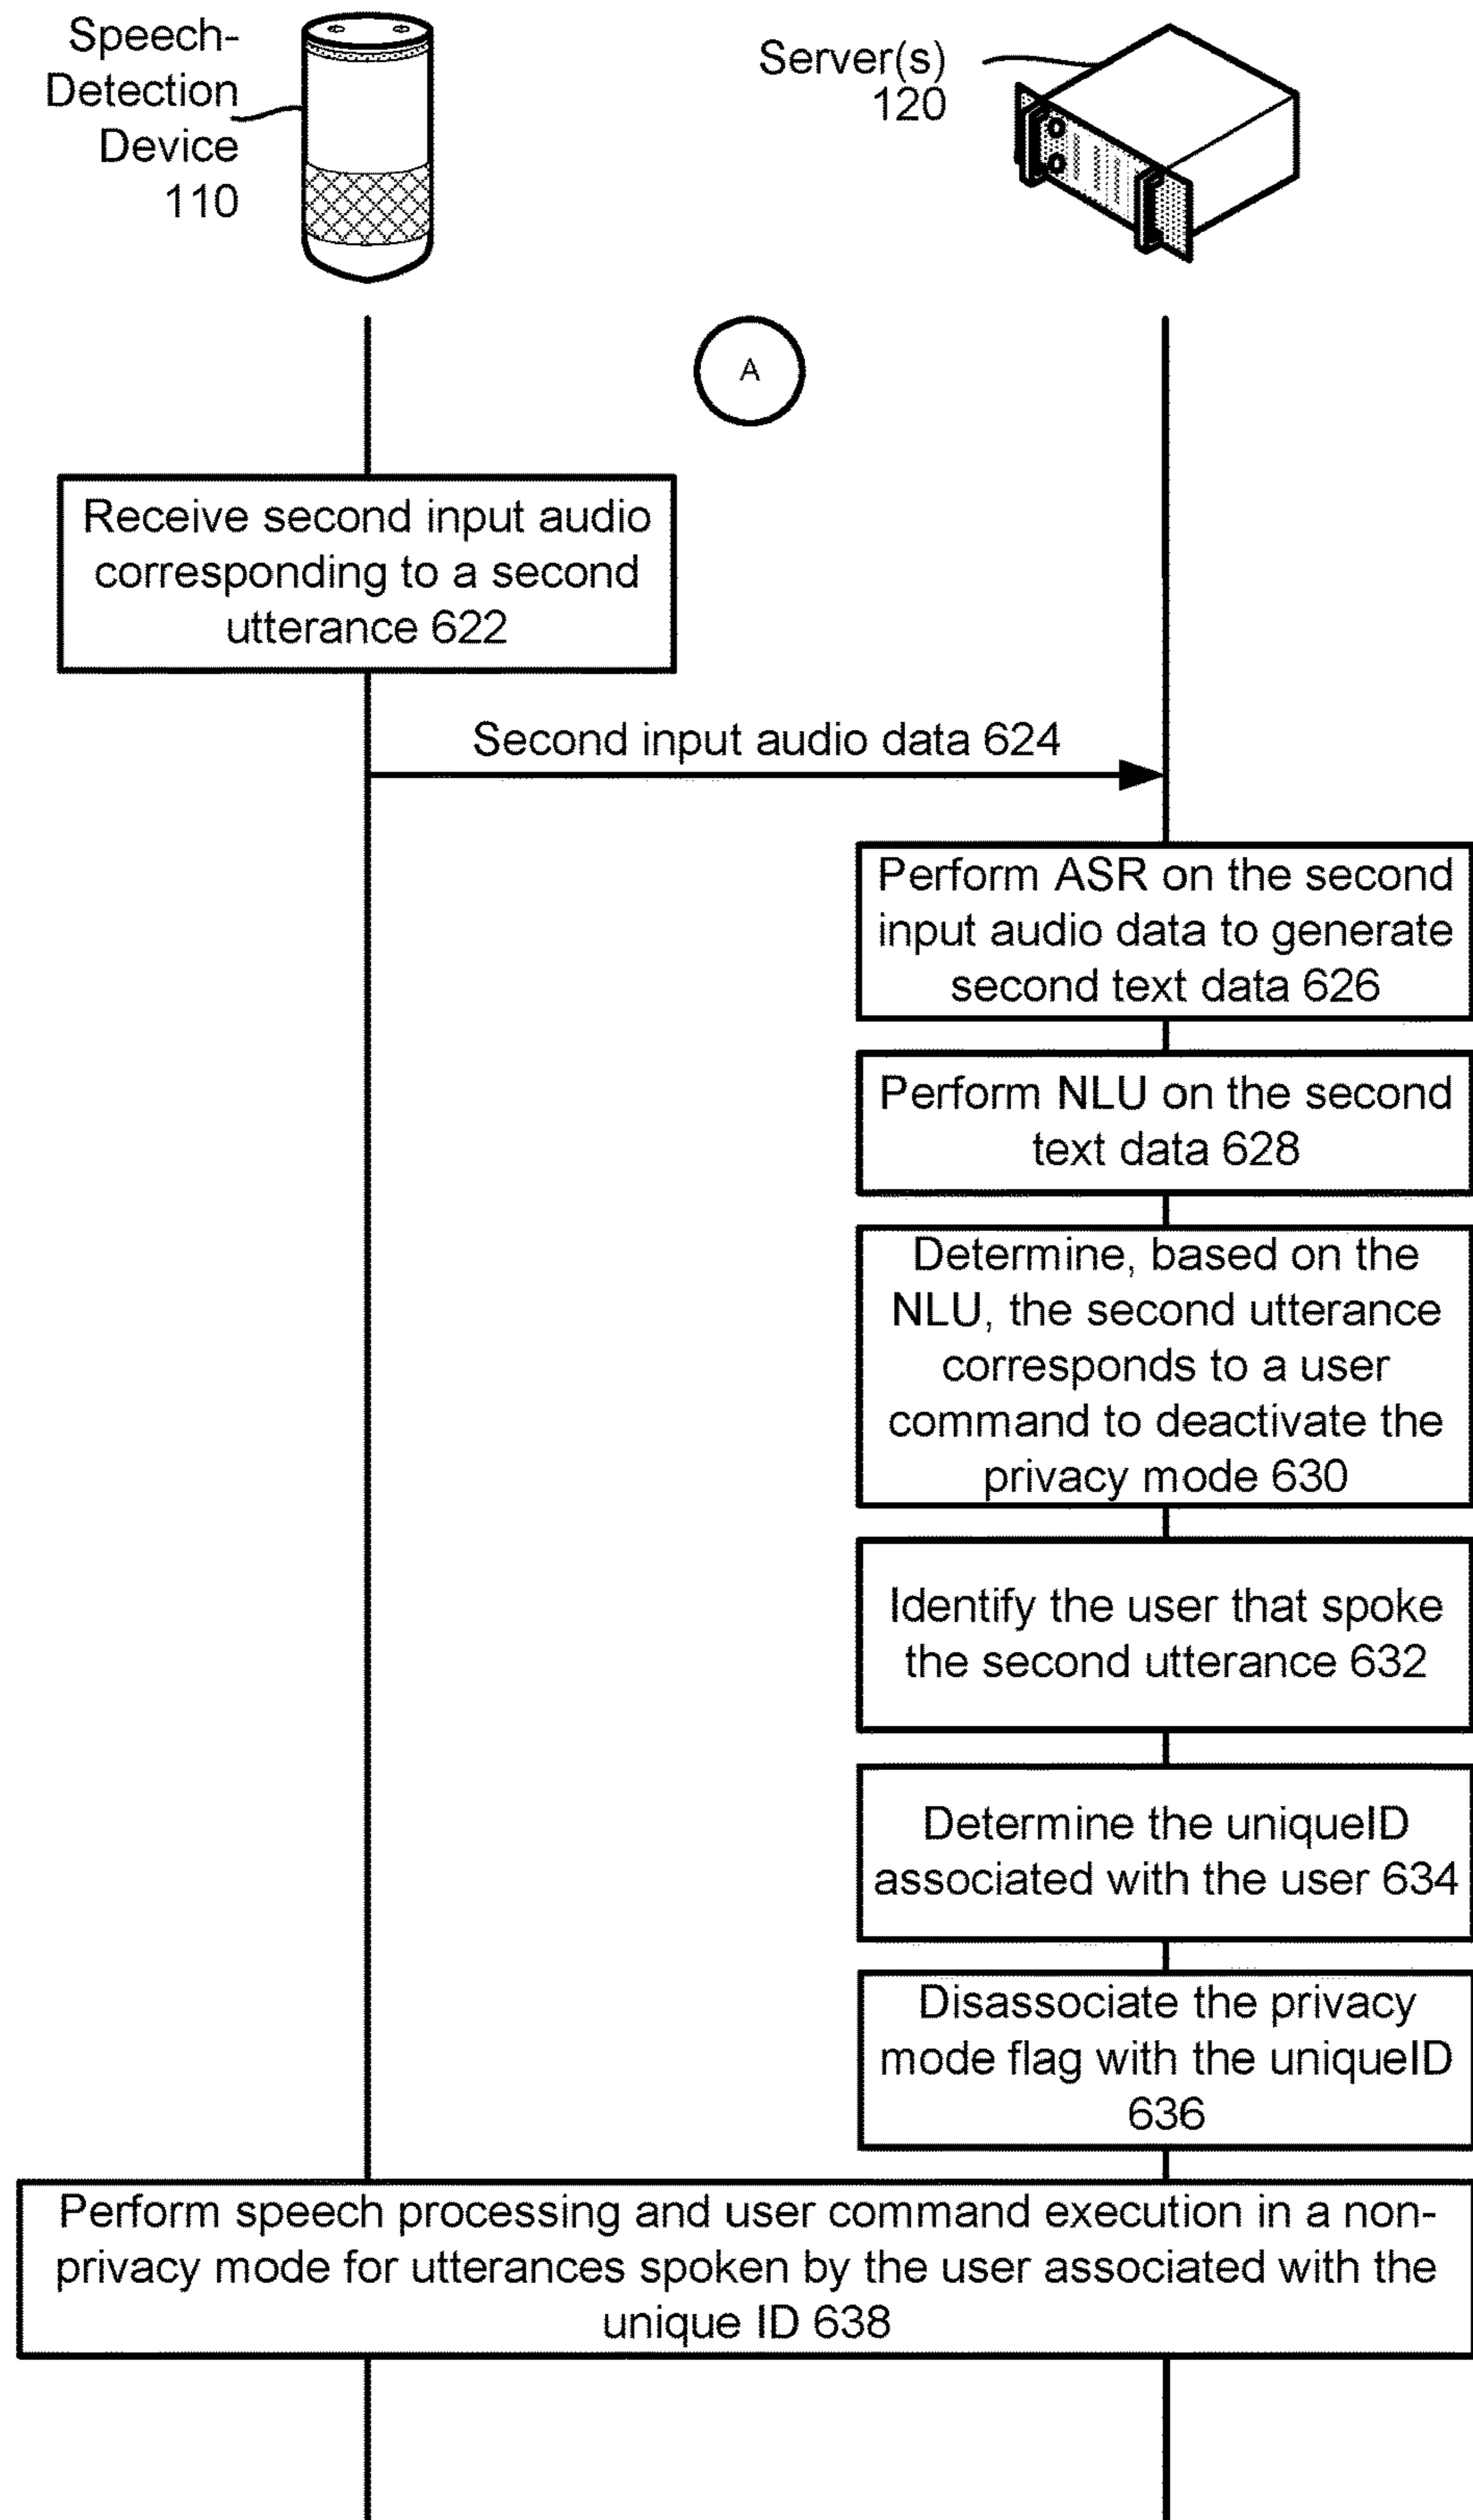 Speech-
Detection
Device
110
Server(s)
120
A
Receive second input audio
corresponding to a second
utterance 622
Second input audio data 624
Perform ASR on the second
input audio data to generate
second text data 626
Perform NLU on the second
text data 628
Determine, based on the
NLU, the second utterance
corresponds to a user
command to deactivate the
privacy mode 630
Identify the user that spoke
the second utterance 632
Determine the uniqueID
associated with the user 634
Disassociate the privacy
mode flag with the uniqueID
636
Perform speech processing and user command execution in a non-
privacy mode for utterances spoken by the user associated with the
unique ID 638